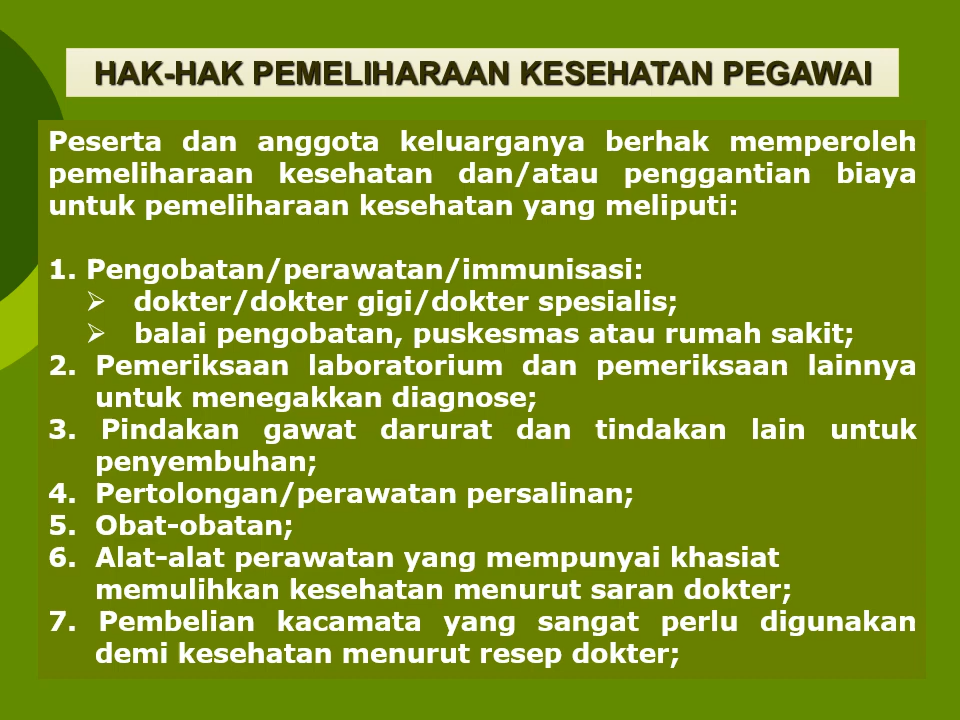 HAK-HAK PEMELIHARAAN KESEHATAN PEGAWAI
Peserta dan anggota keluarganya berhak memperoleh
pemeliharaan kesehatan dan/atau penggantian biaya
untuk pemeliharaan kesehatan yang meliputi:
1. Pengobatan/perawatan/immunisasi:
➢ dokter/dokter gigi/dokter spesialis;
➢ balai pengobatan, puskesmas atau rumah sakit;
2. Pemeriksaan laboratorium dan pemeriksaan lainnya
untuk menegakkan diagnose;
3. Pindakan gawat darurat dan tindakan lain untuk
penyembuhan;
4. Pertolongan/perawatan persalinan;
5. Obat-obatan;
6. Alat-alat perawatan yang mempunyai khasiat
memulihkan kesehatan menurut saran dokter;
7. Pembelian kacamata yang sangat perlu digunakan
demi kesehatan menurut resep dokter;